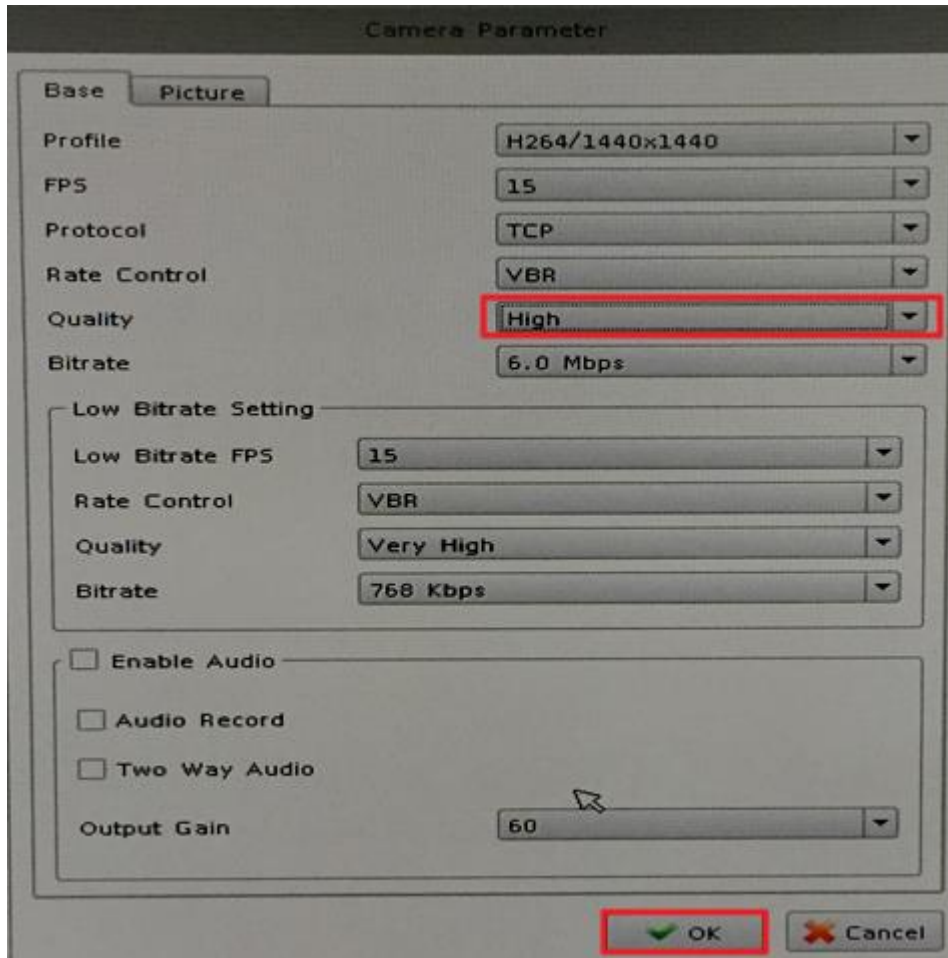 Camera Parameter
Base Picture
Profile H264/1440x1440
FPS 15
Protocol TCP
Rate Control VBR
Quality High
Bitrate 6.0 Mbps
Low Bitrate Setting
Low Bitrate FPS 15
Rate Control VBR
Quality Very High
Bitrate 768 Kbps
Enable Audio
Audio Record
Two Way Audio
Output Gain 60
OK Cancel